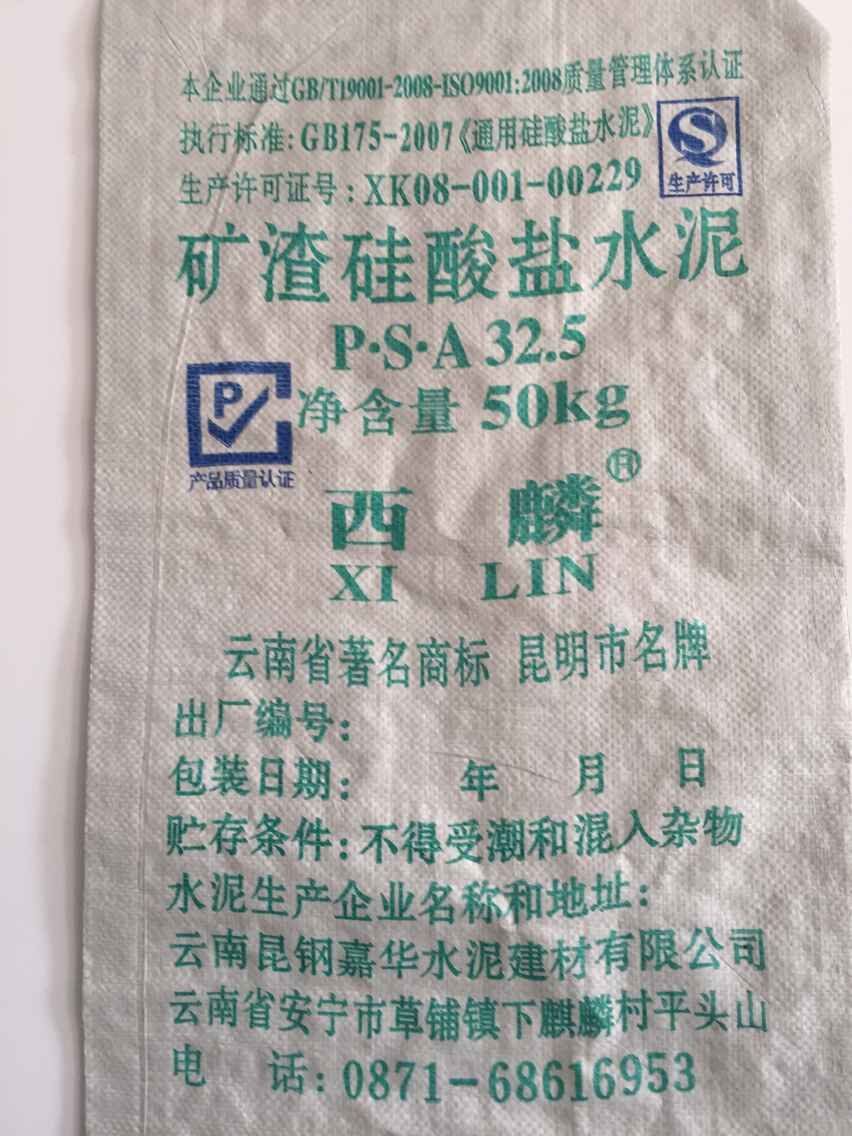 本企业通过GB/T19001-2008-ISO9001:2008质量管理体系认证
执行标准:GB175-2007《通用硅酸盐水泥》
生产许可证号:XK08-001-00229
S
生产许可
矿渣硅酸盐水泥
P·S·A 32.5
净含量 50kg
P
产品质量认证
西 麟®
XI LIN
云南省著名商标 昆明市名牌
出厂编号:
包装日期: 年 月 日
贮存条件:不得受潮和混入杂物
水泥生产企业名称和地址:
云南昆钢嘉华水泥建材有限公司
云南省安宁市草铺镇下麒麟村平头山
电 话:0871-68616953